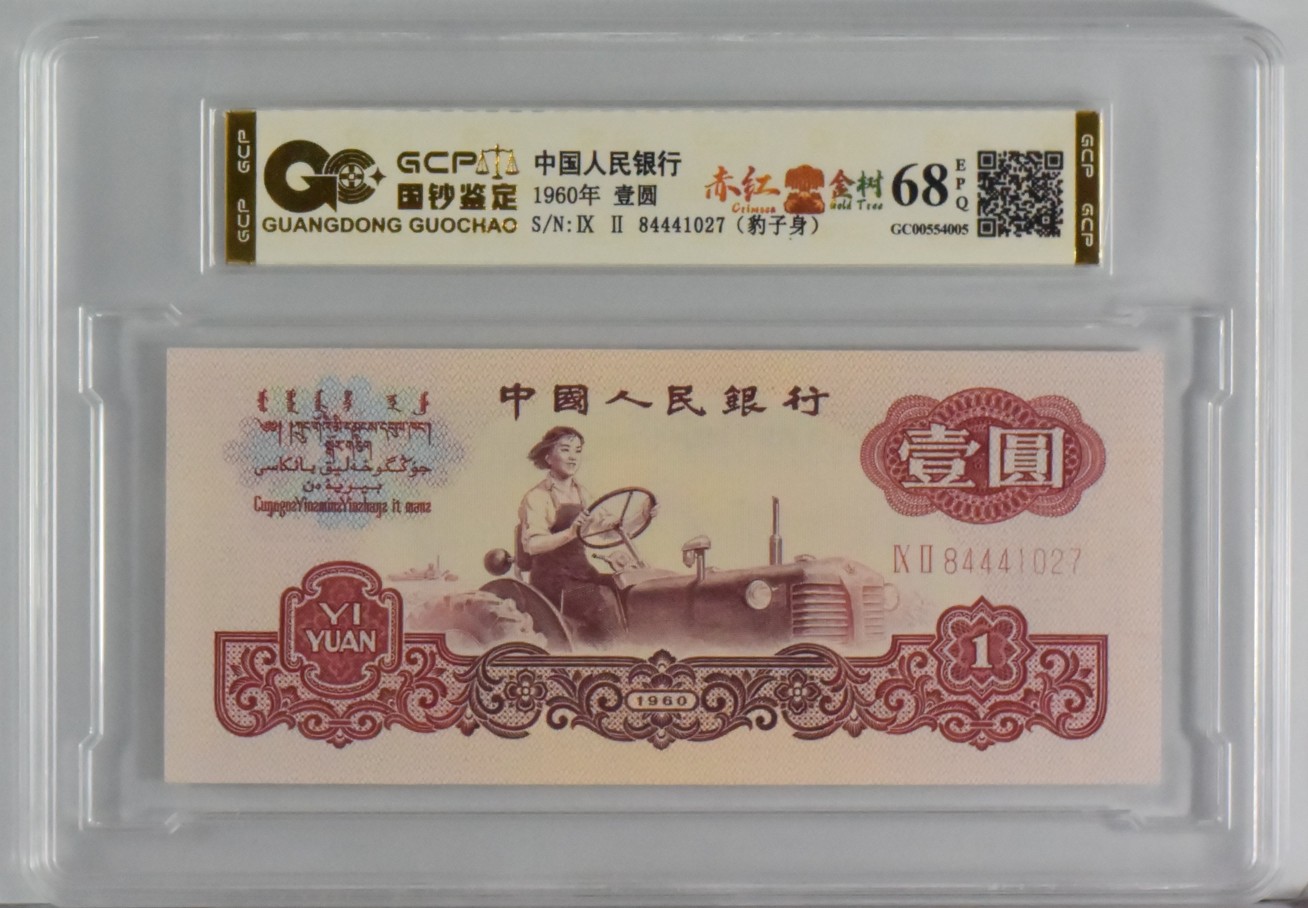 GCP
GCP
GC
GUANGDONG GUOCHAO
GCP
国钞鉴定
中国人民银行
1960年 壹圆
S/N: IX II 84441027 (豹子身)
赤红 金树
Crimson Gold Tree
68 EPQ
GC00554005
GCP
GCP
中國人民銀行
壹圓
IX II 84441027
YI
YUAN
1960
1